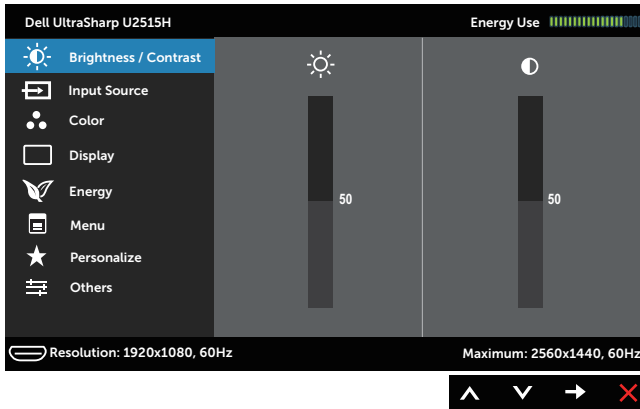 Dell UltraSharp U2515H
Energy Use
Brightness / Contrast
Input Source
Color
Display
Energy
Menu
Personalize
Others
50
50
Resolution: 1920x1080, 60Hz
Maximum: 2560x1440, 60Hz